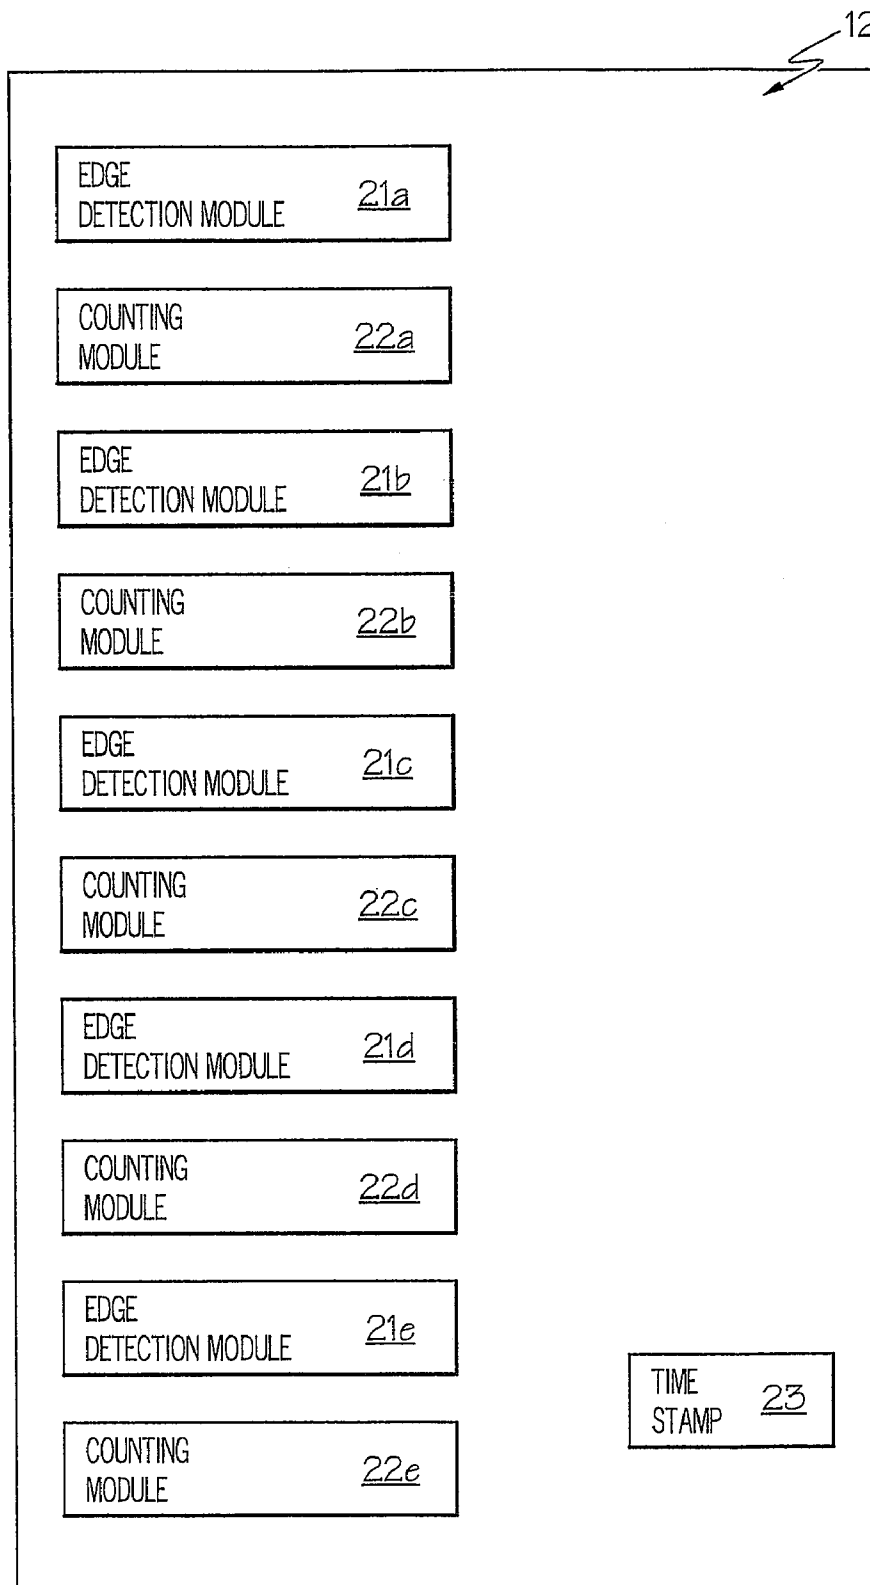 12
EDGE
DETECTION MODULE 21a
COUNTING
MODULE 22a
EDGE
DETECTION MODULE 21b
COUNTING
MODULE 22b
EDGE
DETECTION MODULE 21c
COUNTING
MODULE 22c
EDGE
DETECTION MODULE 21d
COUNTING
MODULE 22d
EDGE
DETECTION MODULE 21e
TIME
STAMP 23
COUNTING
MODULE 22e